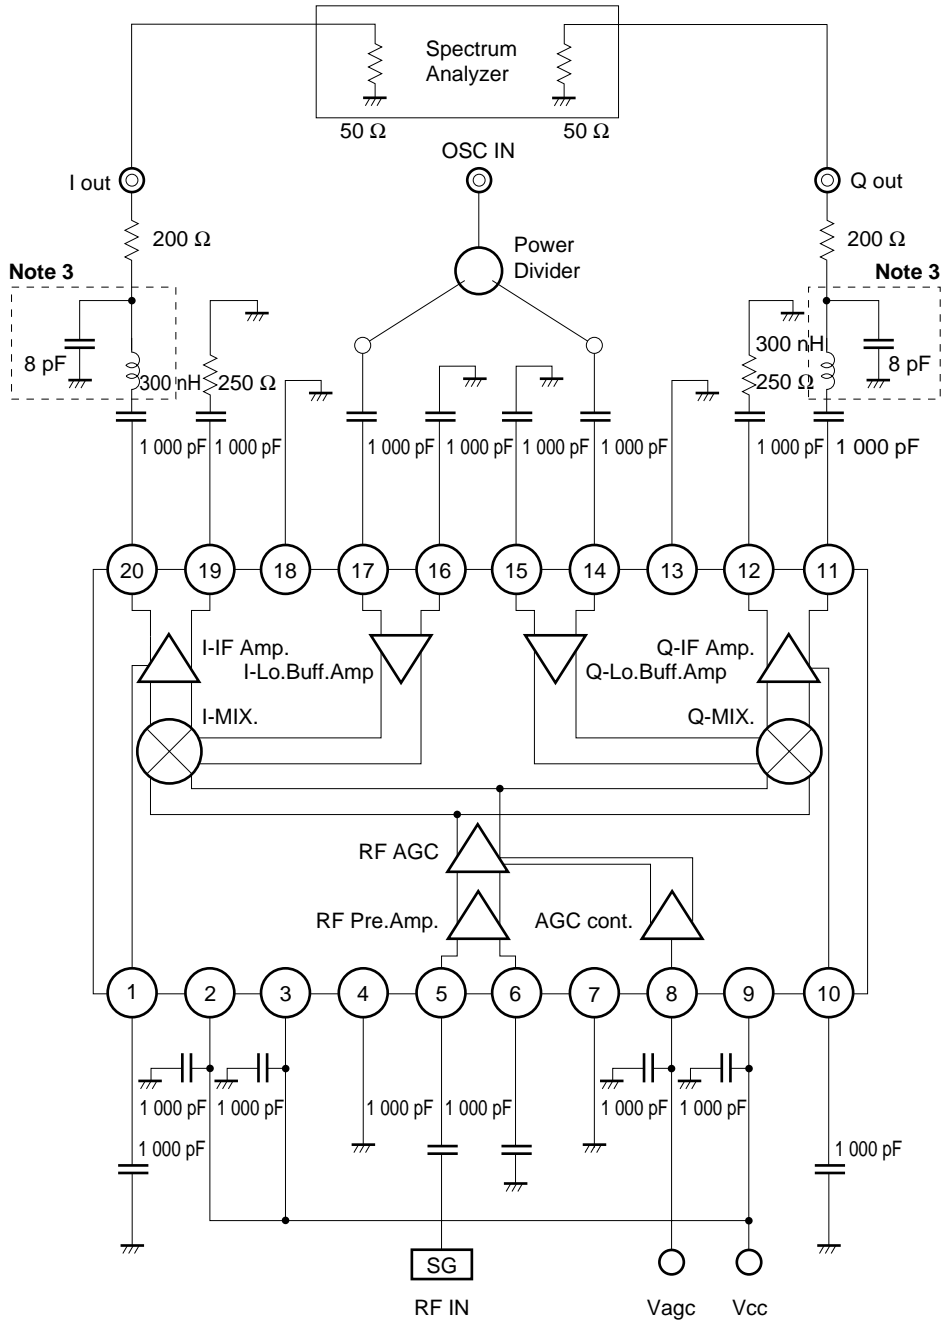 Spectrum
Analyzer
50 Ω
50 Ω
OSC IN
I out
Q out
200 Ω
Power
Divider
200 Ω
Note 3
Note 3
8 pF
300 nH
250 Ω
300 nH
250 Ω
8 pF
1 000 pF
1 000 pF
1 000 pF
1 000 pF
1 000 pF
1 000 pF
1 000 pF
1 000 pF
20
19
18
17
16
15
14
13
12
11
I-IF Amp.
I-Lo.Buff.Amp
Q-IF Amp.
Q-Lo.Buff.Amp
I-MIX.
Q-MIX.
RF AGC
RF Pre.Amp.
AGC cont.
1
2
3
4
5
6
7
8
9
10
1 000 pF
1 000 pF
1 000 pF
1 000 pF
1 000 pF
1 000 pF
1 000 pF
1 000 pF
SG
RF IN
Vagc
Vcc